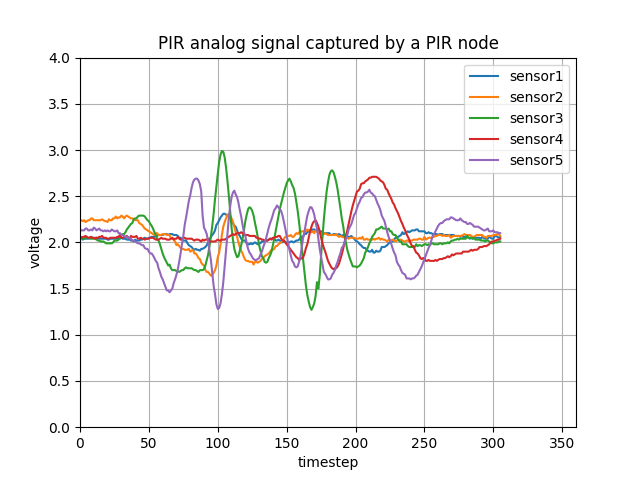 PIR analog signal captured by a PIR node
4.0
3.5
3.0
2.5
2.0
1.5
1.0
0.5
0.0
voltage
sensor1
sensor2
sensor3
sensor4
sensor5
0 50 100 150 200 250 300 350
timestep